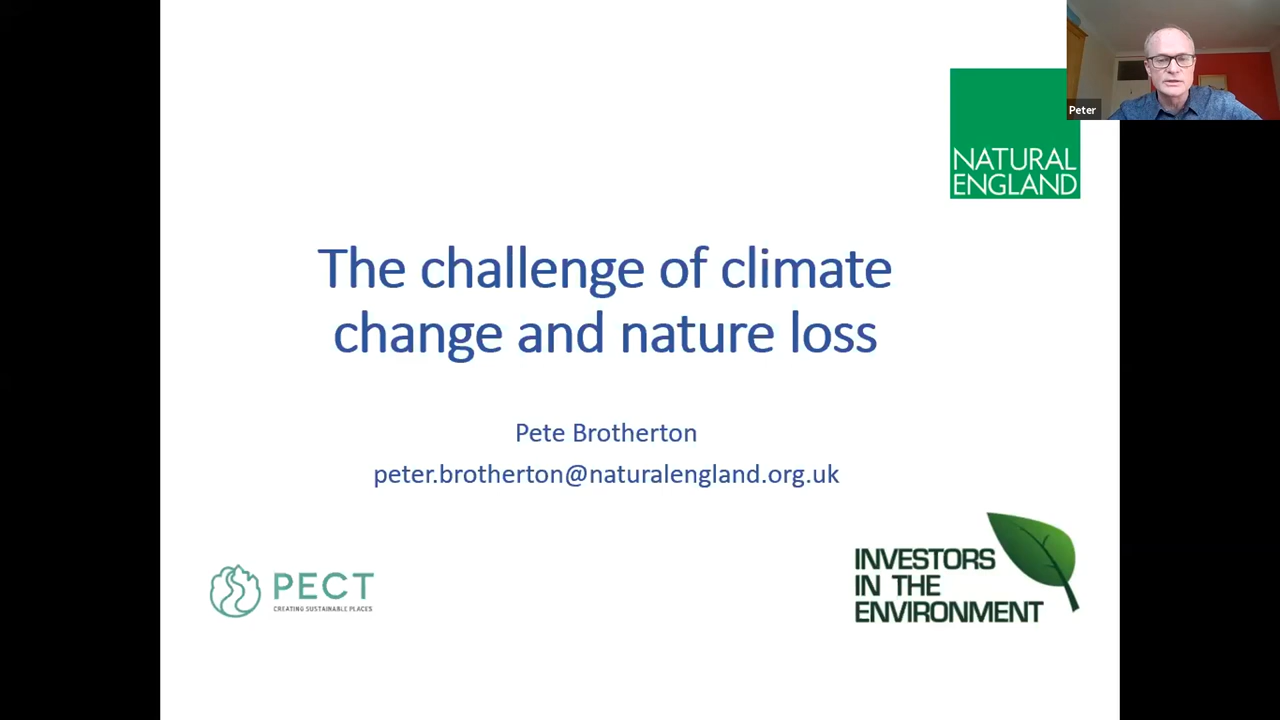 Peter
NATURAL
ENGLAND
The challenge of climate
change and nature loss
Pete Brotherton
peter.brotherton@naturalengland.org.uk
PECT
CREATING SUSTAINABLE PLACES
INVESTORS
IN THE
ENVIRONMENT